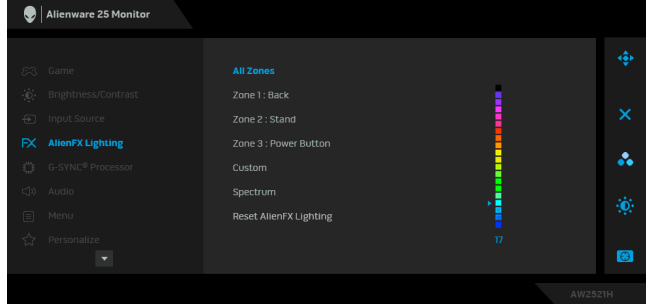 Alienware 25 Monitor
Game
Brightness/Contrast
Input Source
FX AlienFX Lighting
G-SYNC® Processor
Audio
Menu
Personalize
All Zones
Zone 1 : Back
Zone 2 : Stand
Zone 3 : Power Button
Custom
Spectrum
Reset AlienFX Lighting
17
AW2521H